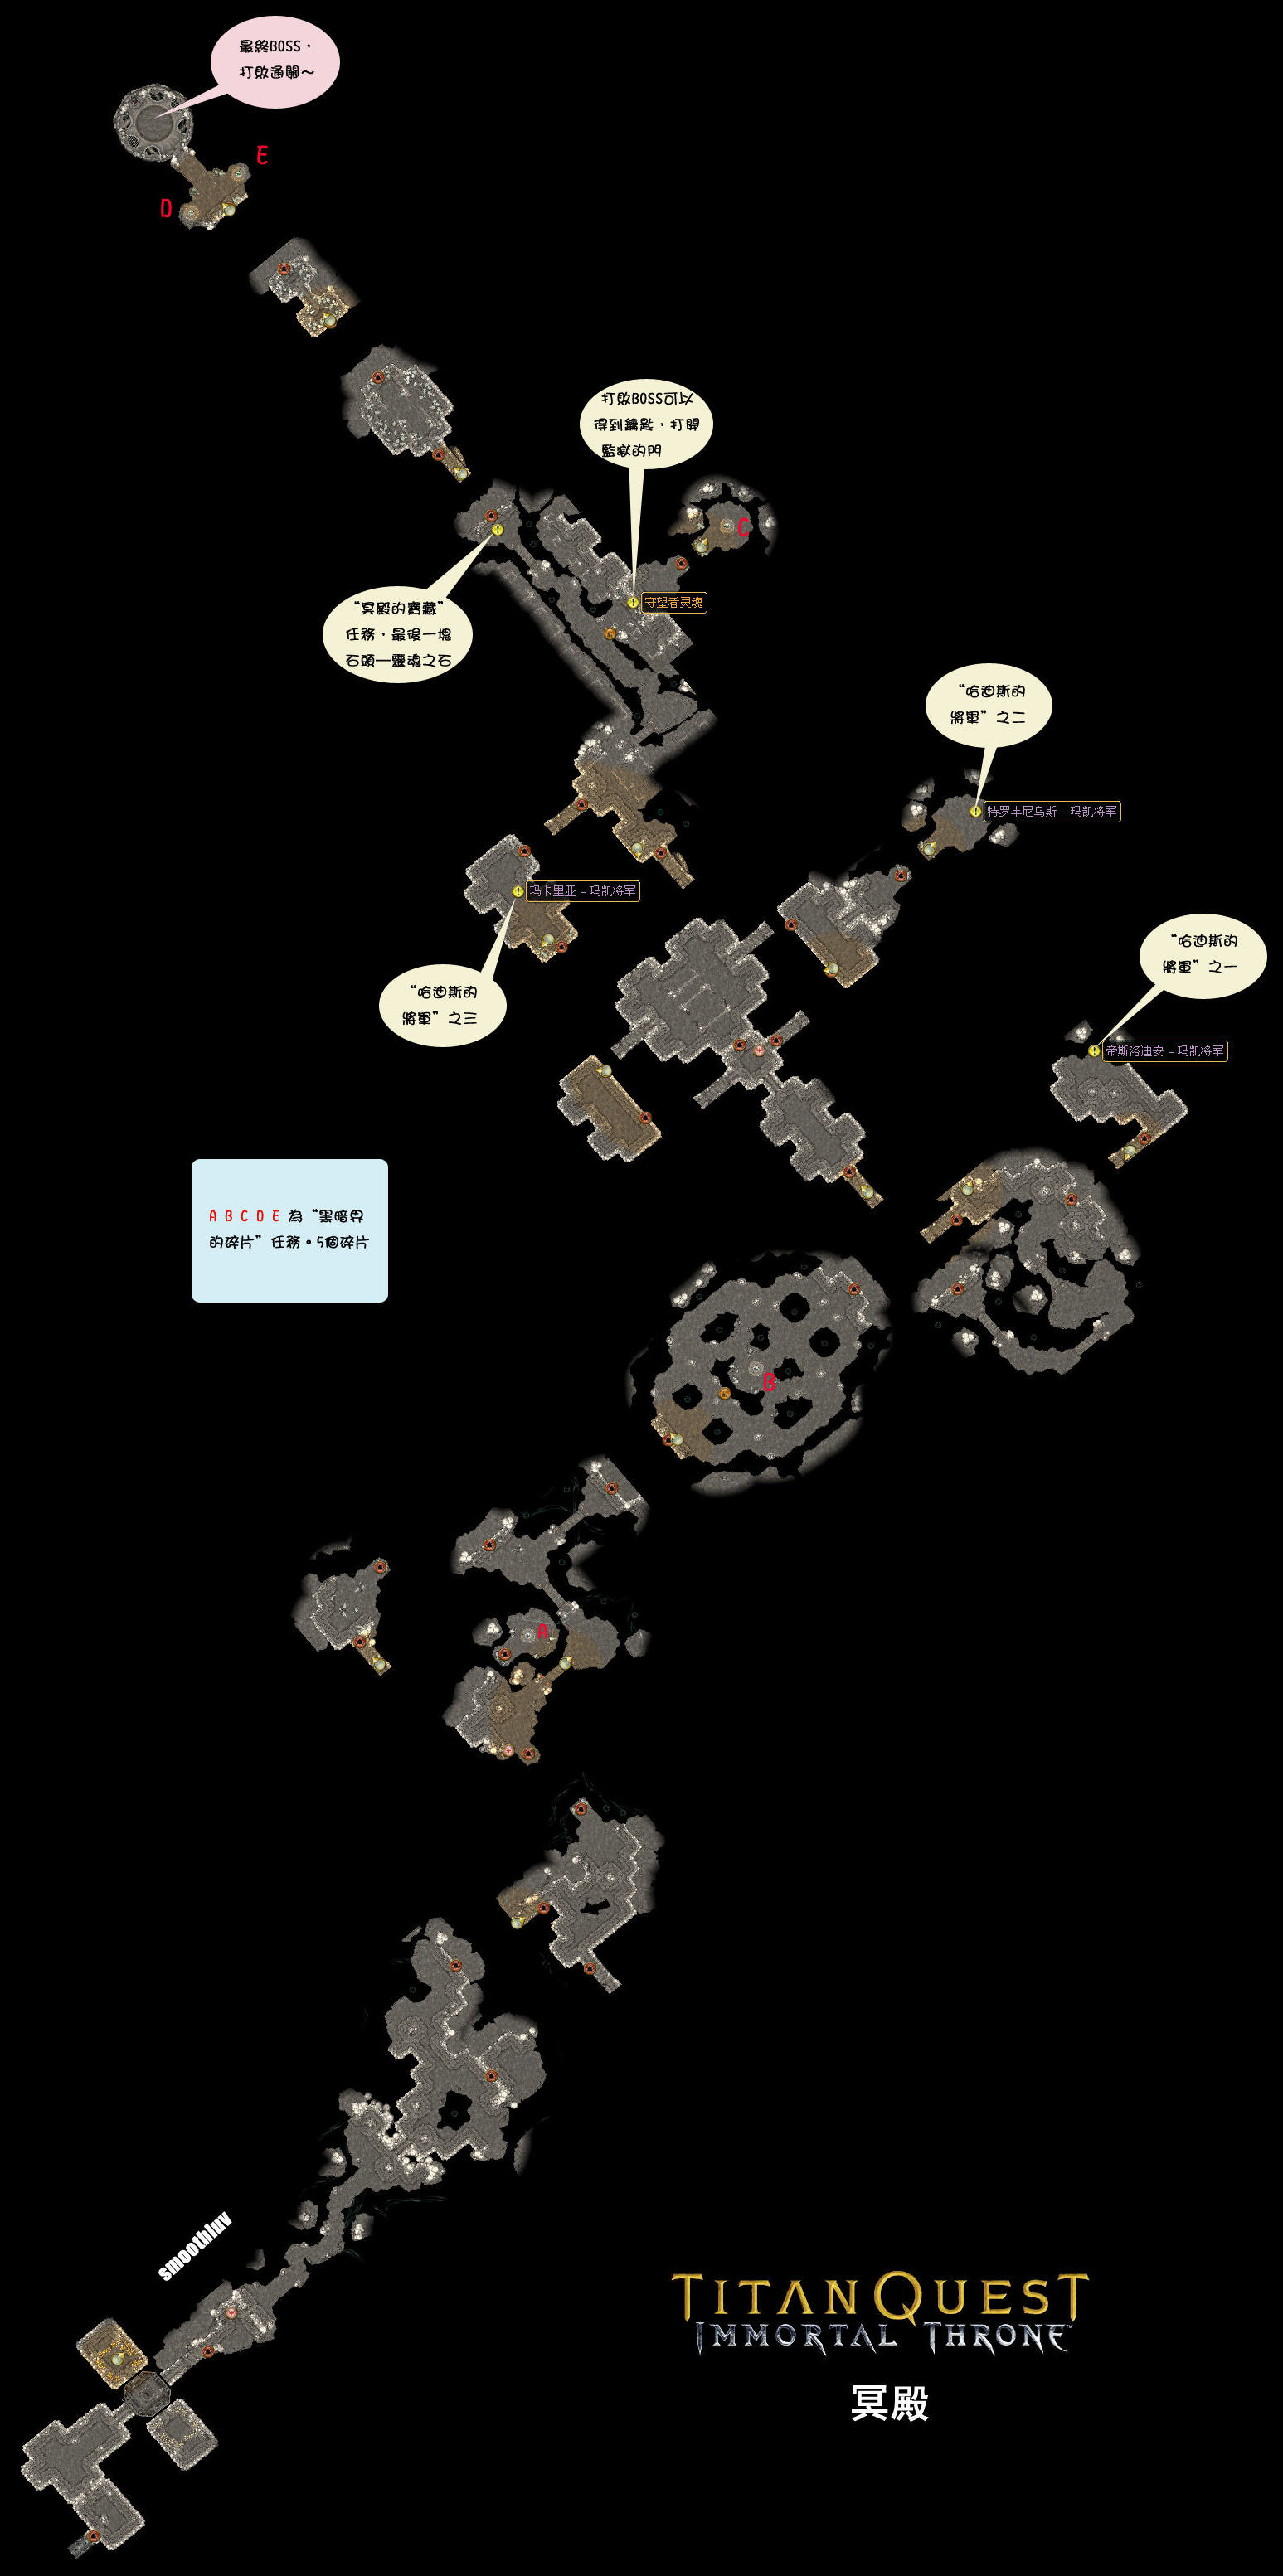 最終BOSS，
打敗通關～
E
D
打敗BOSS可以
得到鑰匙，打開
監獄的門
C
守望者灵魂
“冥殿的寶藏”
任務，最後一塊
石頭—靈魂之石
“哈迪斯的
將軍”之二
特罗丰尼乌斯－玛凯将军
玛卡里亚－玛凯将军
“哈迪斯的
將軍”之一
“哈迪斯的
將軍”之三
帝斯洛迪安－玛凯将军
A B C D E 為“黑暗界
的碎片”任務。5個碎片
B
A
smoothluv
TITAN QUEST
IMMORTAL THRONE
冥殿